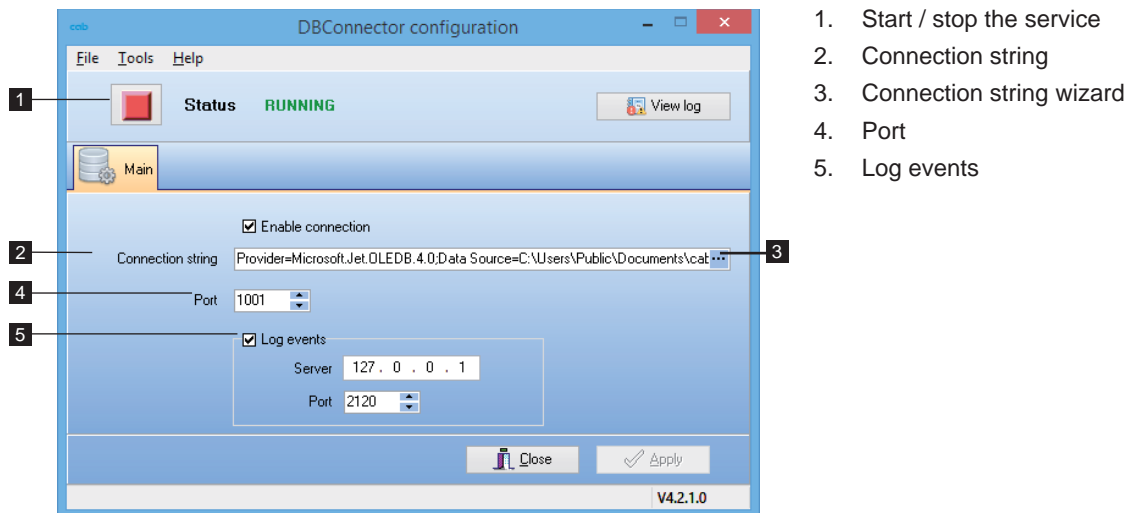 cab
DBConnector configuration
File Tools Help
1
Status RUNNING
View log
Main
Enable connection
2
Connection string
Provider=Microsoft.Jet.OLEDB.4.0;Data Source=C:\Users\Public\Documents\cab
...
3
4
Port
1001
5
Log events
Server 127 . 0 . 0 . 1
Port 2120
Close
Apply
V4.2.1.0
1. Start / stop the service
2. Connection string
3. Connection string wizard
4. Port
5. Log events